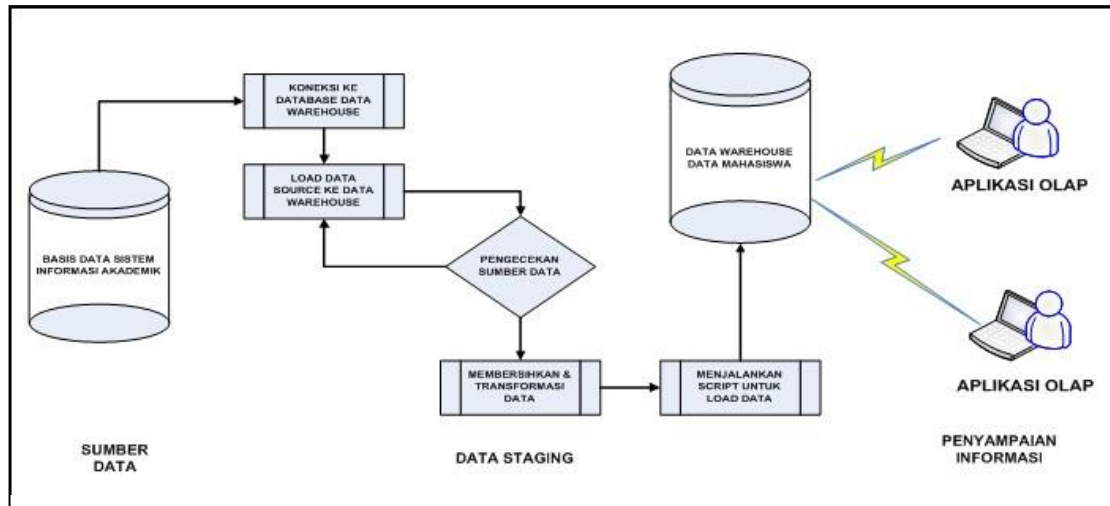 KONEKSI KE
DATABASE DATA
WAREHOUSE
LOAD DATA
SOURCE KE DATA
WAREHOUSE
BASIS DATA SISTEM
INFORMASI AKADEMIK
PENGECEKAN
SUMBER DATA
MEMBERSIHKAN &
TRANSFORMASI
DATA
MENJALANKAN
SCRIPT UNTUK
LOAD DATA
DATA WAREHOUSE
DATA MAHASISWA
APLIKASI OLAP
APLIKASI OLAP
SUMBER
DATA
DATA STAGING
PENYAMPAIAN
INFORMASI